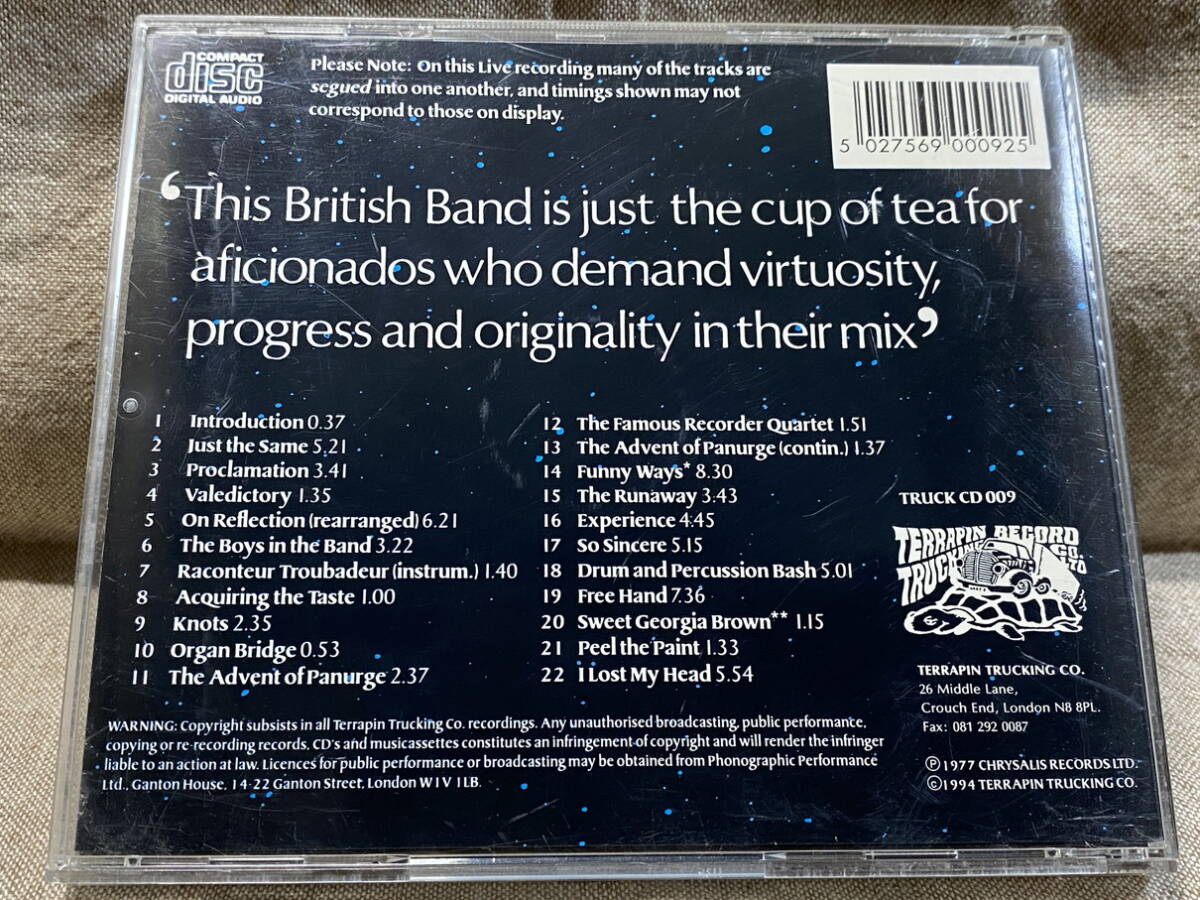 COMPACT
disc
DIGITAL AUDIO
Please Note: On this Live recording many of the tracks are
segued into one another, and timings shown may not
correspond to those on display.
5 027569 000925
‘This British Band is just the cup of tea for
aficionados who demand virtuosity,
progress and originality in their mix’
1 Introduction 0.37
2 Just the Same 5.21
3 Proclamation 3.41
4 Valedictory 1.35
5 On Reflection (rearranged) 6.21
6 The Boys in the Band 3.22
7 Raconteur Troubadeur (instrum.) 1.40
8 Acquiring the Taste 1.00
9 Knots 2.35
10 Organ Bridge 0.53
11 The Advent of Panurge 2.37
12 The Famous Recorder Quartet 1.51
13 The Advent of Panurge (contin.) 1.37
14 Funny Ways* 8.30
15 The Runaway 3.43
16 Experience 4.45
17 So Sincere 5.15
18 Drum and Percussion Bash 5.01
19 Free Hand 7.36
20 Sweet Georgia Brown** 1.15
21 Peel the Paint 1.33
22 I Lost My Head 5.54
TRUCK CD 009
TERRAPIN RECORD
TRUCKING CO. LTD
TERRAPIN TRUCKING CO.
26 Middle Lane,
Crouch End, London N8 8PL.
Fax: 081 292 0087
WARNING: Copyright subsists in all Terrapin Trucking Co. recordings. Any unauthorised broadcasting, public performance,
copying or re-recording records. CD's and musicassettes constitutes an infringement of copyright and will render the infringer
liable to an action at law. Licences for public performance or broadcasting may be obtained from Phonographic Performance
Ltd., Ganton House, 14-22 Ganton Street, London W1V 1LB.
Ⓟ1977 CHRYSALIS RECORDS LTD.
©1994 TERRAPIN TRUCKING CO.